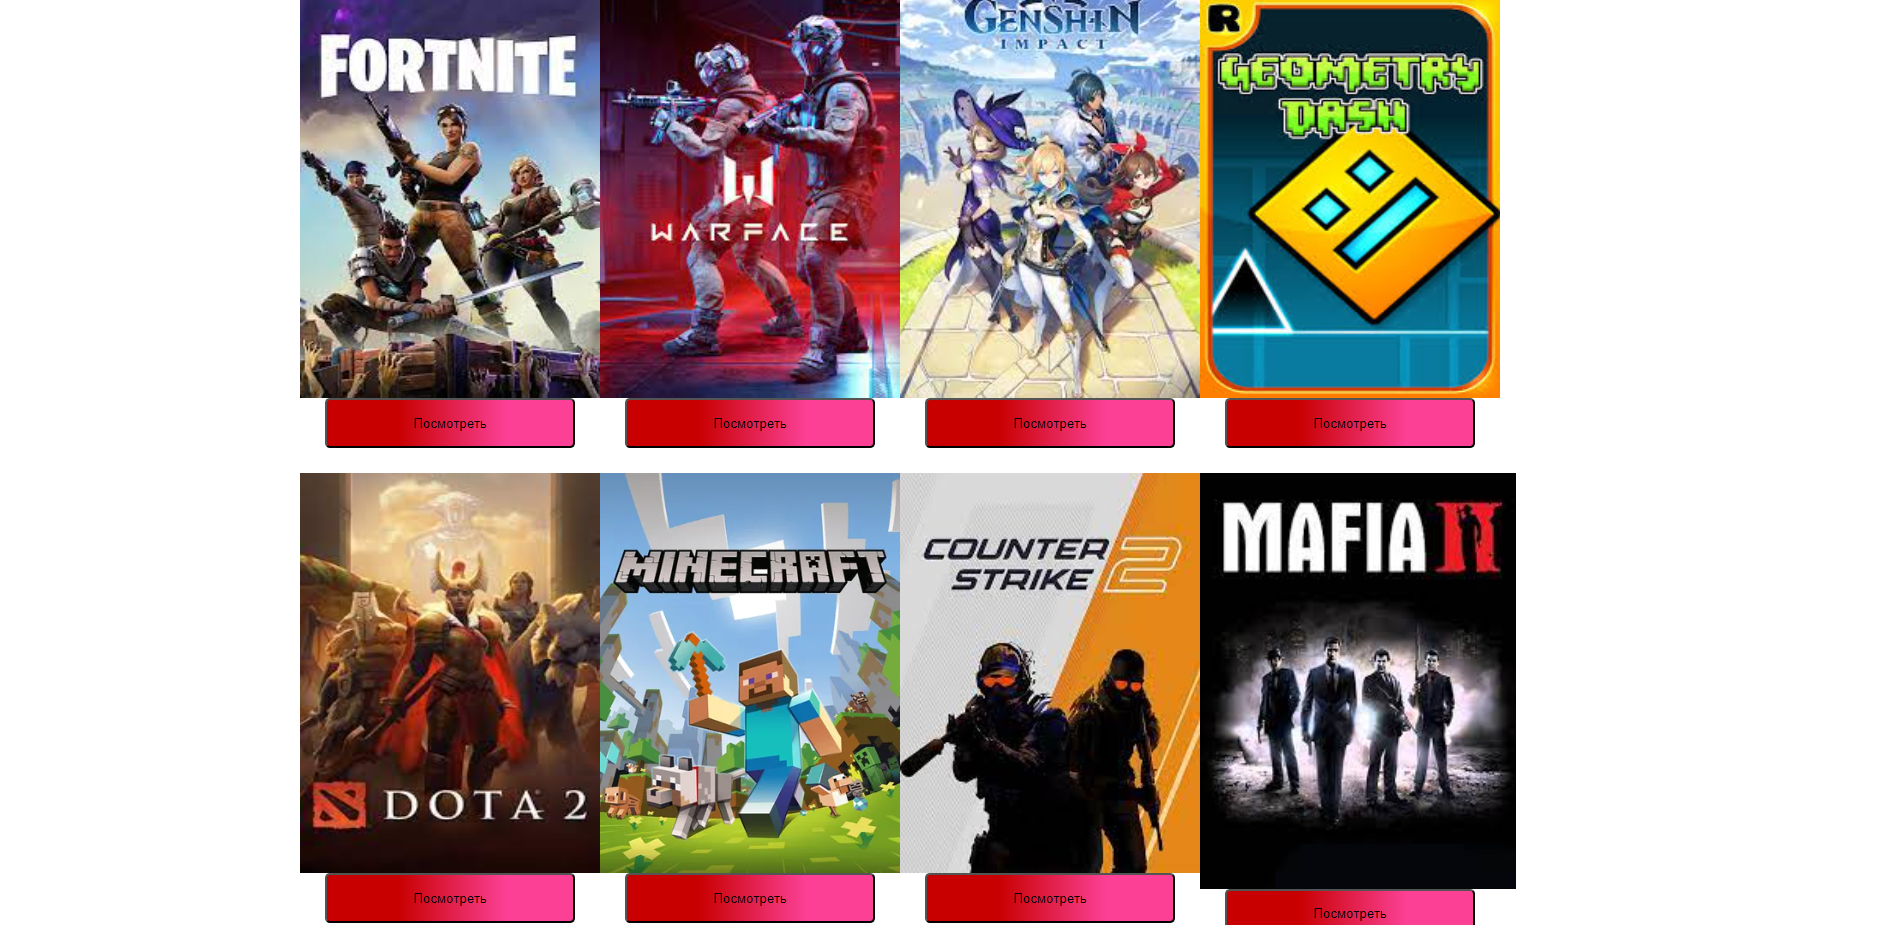 FORTNITE
WARFACE
GENSHIN
IMPACT
R
GEOMETRY
DASH
Посмотреть
Посмотреть
Посмотреть
Посмотреть
DOTA 2
MINECRAFT
COUNTER
STRIKE 2
MAFIA II
Посмотреть
Посмотреть
Посмотреть
Посмотреть